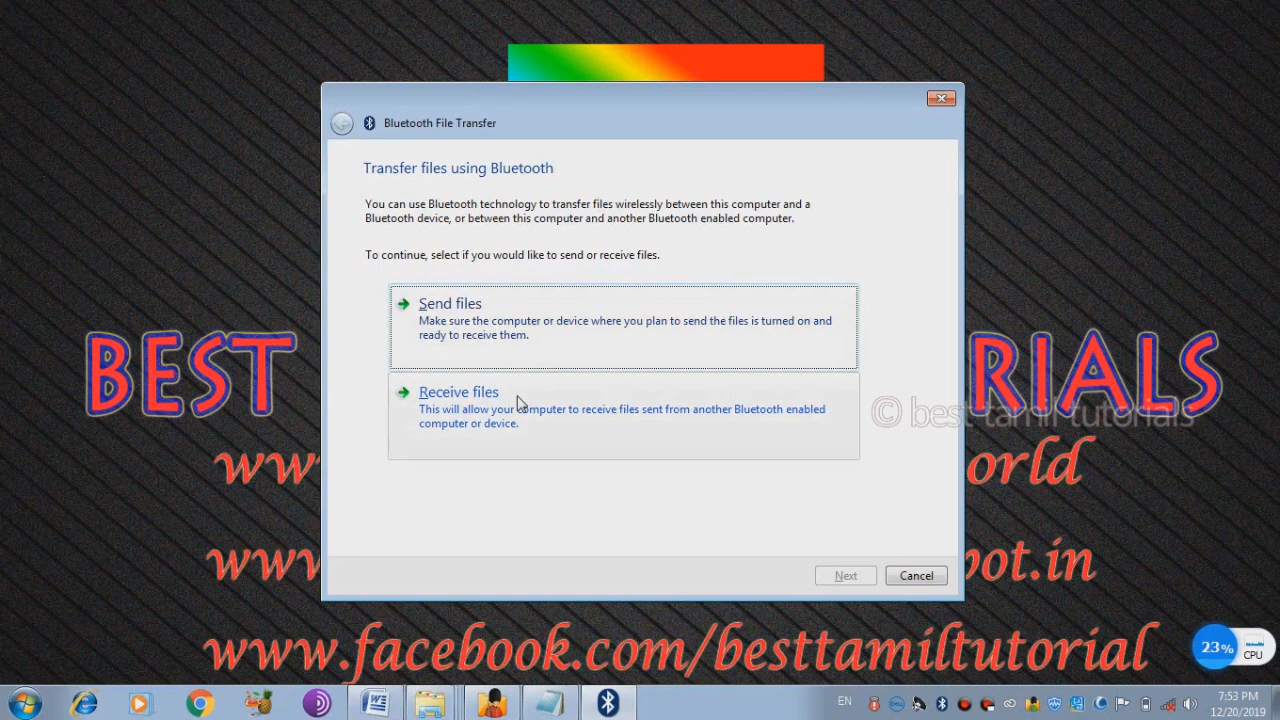 Bluetooth File Transfer
Transfer files using Bluetooth
You can use Bluetooth technology to transfer files wirelessly between this computer and a
Bluetooth device, or between this computer and another Bluetooth enabled computer.
To continue, select if you would like to send or receive files.
Send files
Make sure the computer or device where you plan to send the files is turned on and
ready to receive them.
BEST RIALS
Receive files
This will allow your computer to receive files sent from another Bluetooth enabled
computer or device.
© best tamil tutorials
www orld
www pot.in
Next Cancel
www.facebook.com/besttamiltutorial
23% CPU
EN
7:53 PM
12/20/2019